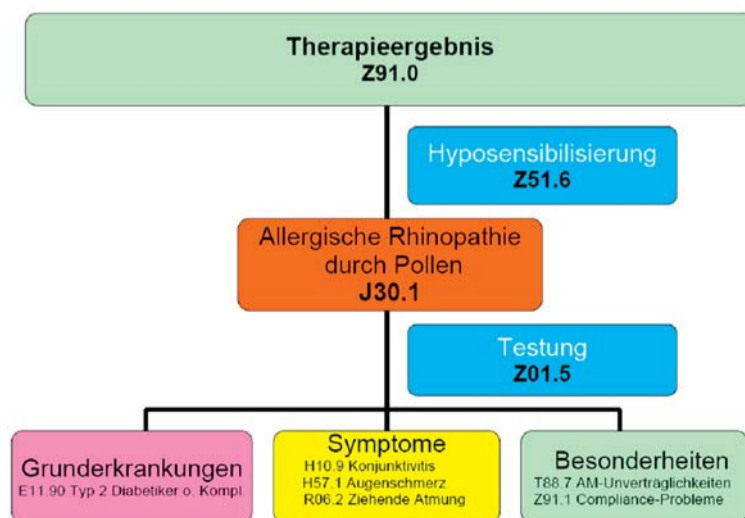 Therapieergebnis
Z91.0
Hyposensibilisierung
Z51.6
Allergische Rhinopathie
durch Pollen
J30.1
Testung
Z01.5
Grunderkrankungen
E11.90 Typ 2 Diabetiker o. Kompl.
Symptome
H10.9 Konjunktivitis
H57.1 Augenschmerz
R06.2 Ziehende Atmung
Besonderheiten
T88.7 AM-Unverträglichkeiten
Z91.1 Compliance-Probleme